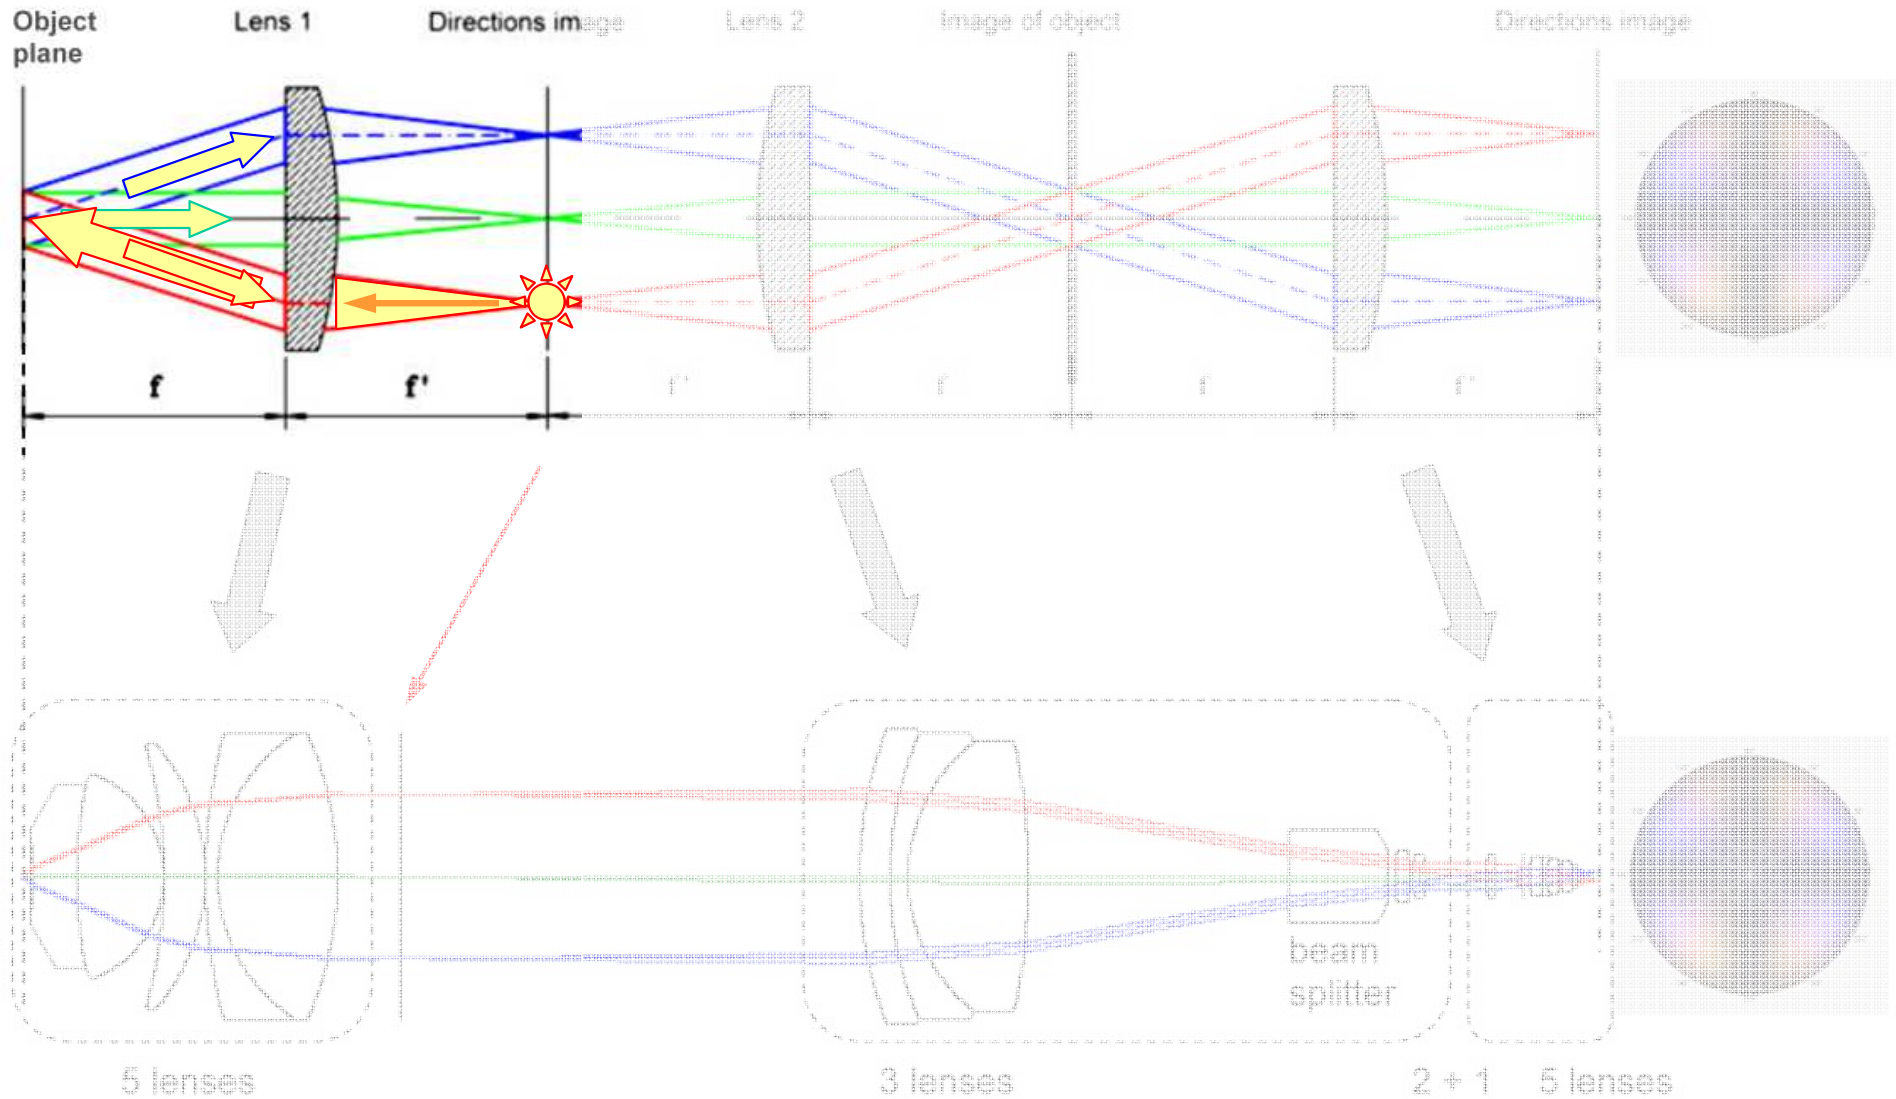 Object
plane
Lens 1
Directions image
Lens 2
Image of object
Directions image
f
f'
f'
f
f
f'
beam
splitter
5 lenses
3 lenses
2 + 1
5 lenses